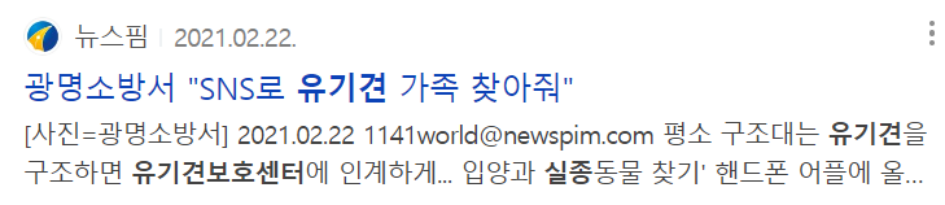 뉴스핌 2021.02.22.
광명소방서 "SNS로 유기견 가족 찾아줘"
[사진=광명소방서] 2021.02.22 1141world@newspim.com 평소 구조대는 유기견을
구조하면 유기견보호센터에 인계하게... 입양과 실종동물 찾기' 핸드폰 어플에 올...